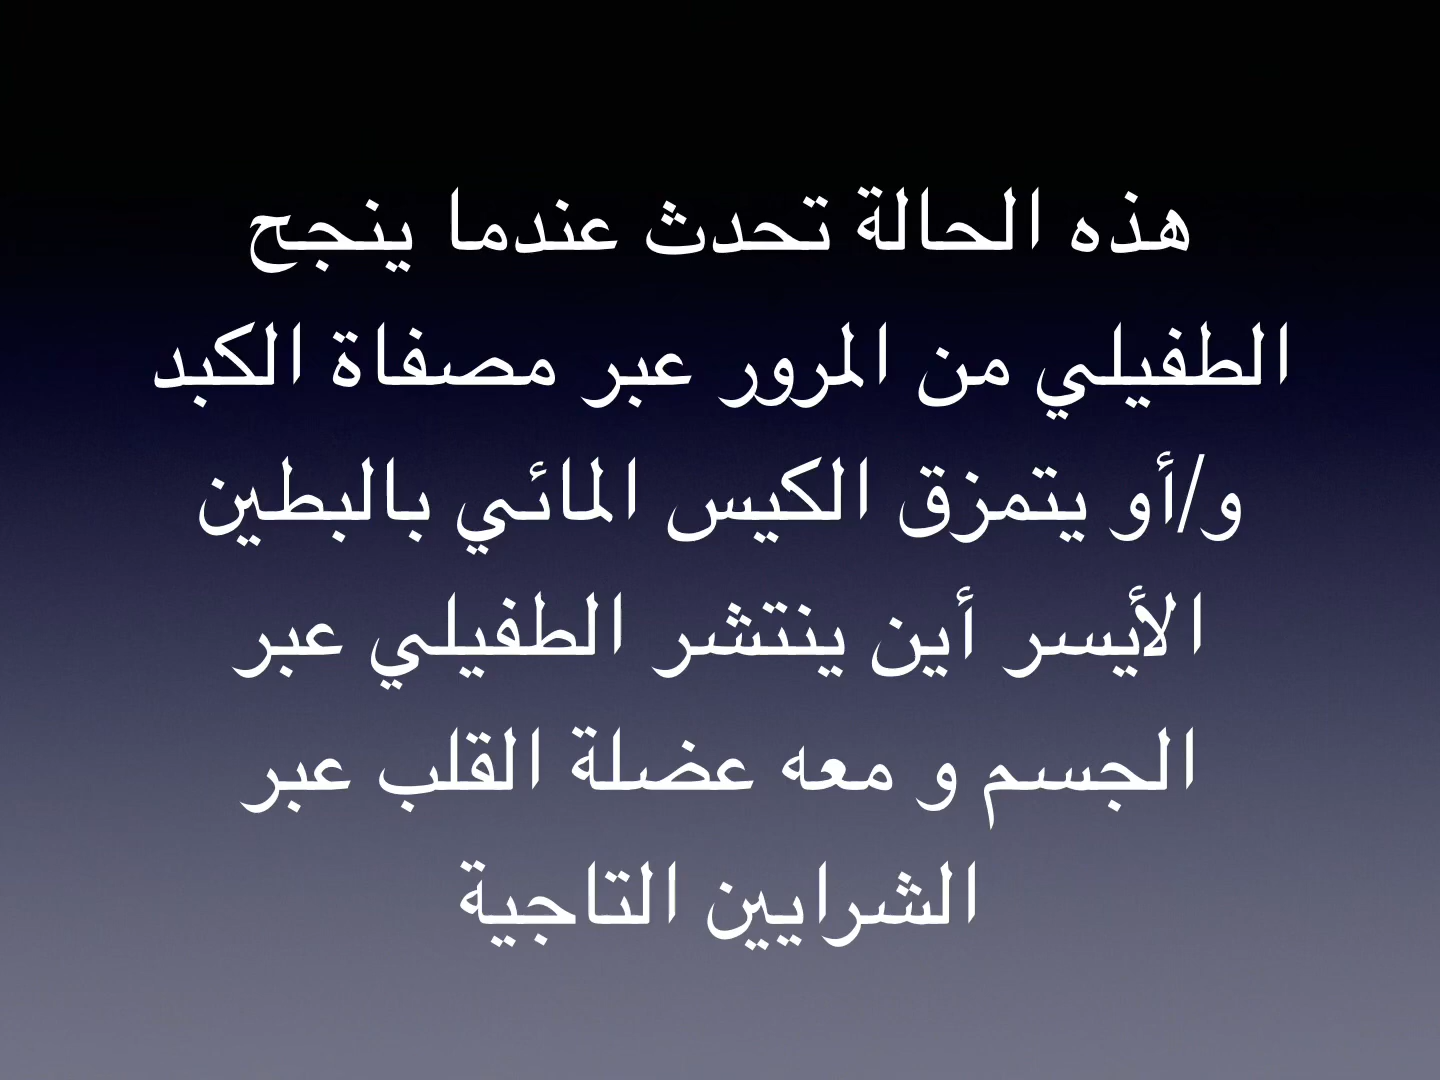 هذه الحالة تحدث عندما ينجح
الطفيلي من المرور عبر مصفاة الكبد
و/أو يتمزق الكيس المائي بالبطين
الأيسر أين ينتشر الطفيلي عبر
الجسم و معه عضلة القلب عبر
الشرايين التاجية